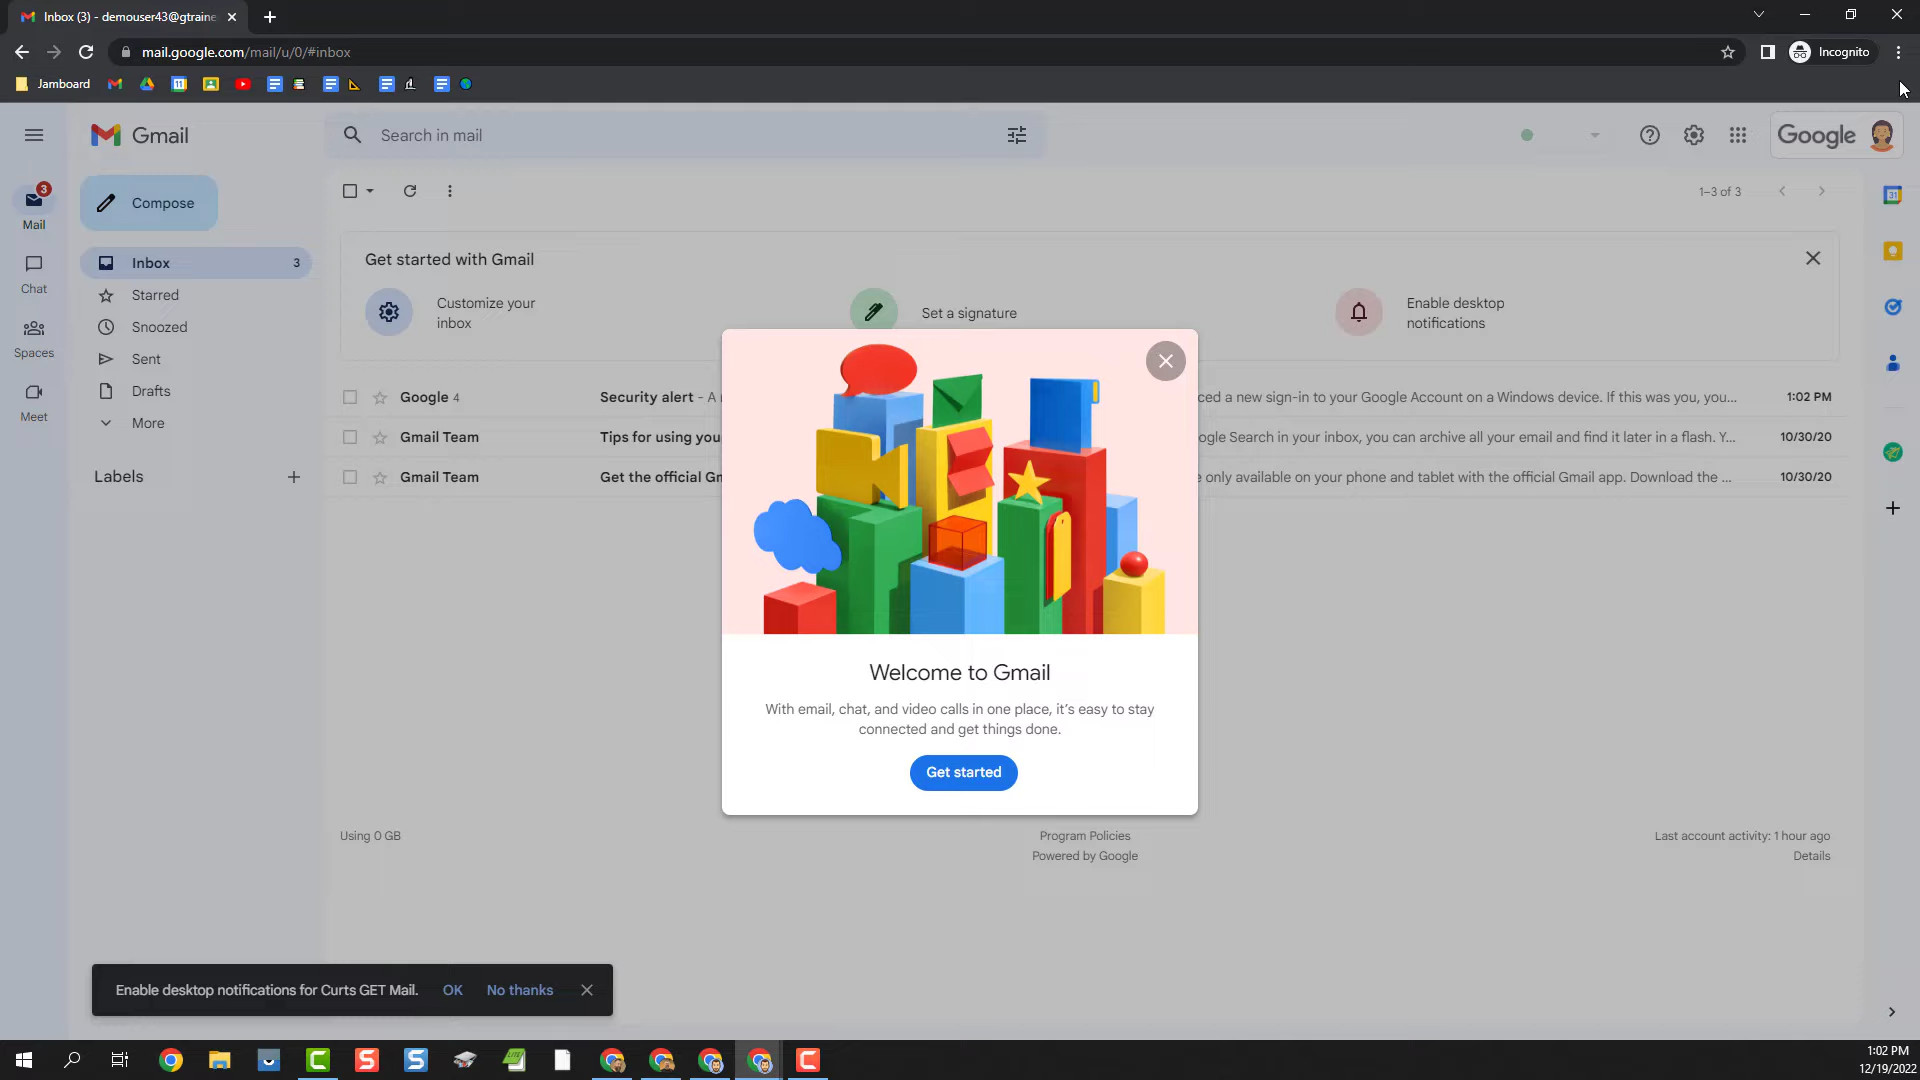 Inbox (3) - demouser43@gtraine
mail.google.com/mail/u/0/#inbox
Incognito
Jamboard
Gmail
Search in mail
Google
3
Mail
Chat
Spaces
Meet
Compose
Inbox 3
Starred
Snoozed
Sent
Drafts
More
Labels
1–3 of 3
Get started with Gmail
Customize your
inbox
Set a signature
Enable desktop
notifications
Google 4 Security alert - A ced a new sign-in to your Google Account on a Windows device. If this was you, you... 1:02 PM
Gmail Team Tips for using you ogle Search in your inbox, you can archive all your email and find it later in a flash. Y... 10/30/20
Gmail Team Get the official Gm e only available on your phone and tablet with the official Gmail app. Download the ... 10/30/20
31
Welcome to Gmail
With email, chat, and video calls in one place, it's easy to stay
connected and get things done.
Get started
Using 0 GB
Program Policies
Powered by Google
Last account activity: 1 hour ago
Details
Enable desktop notifications for Curts GET Mail. OK No thanks
1:02 PM
12/19/2022